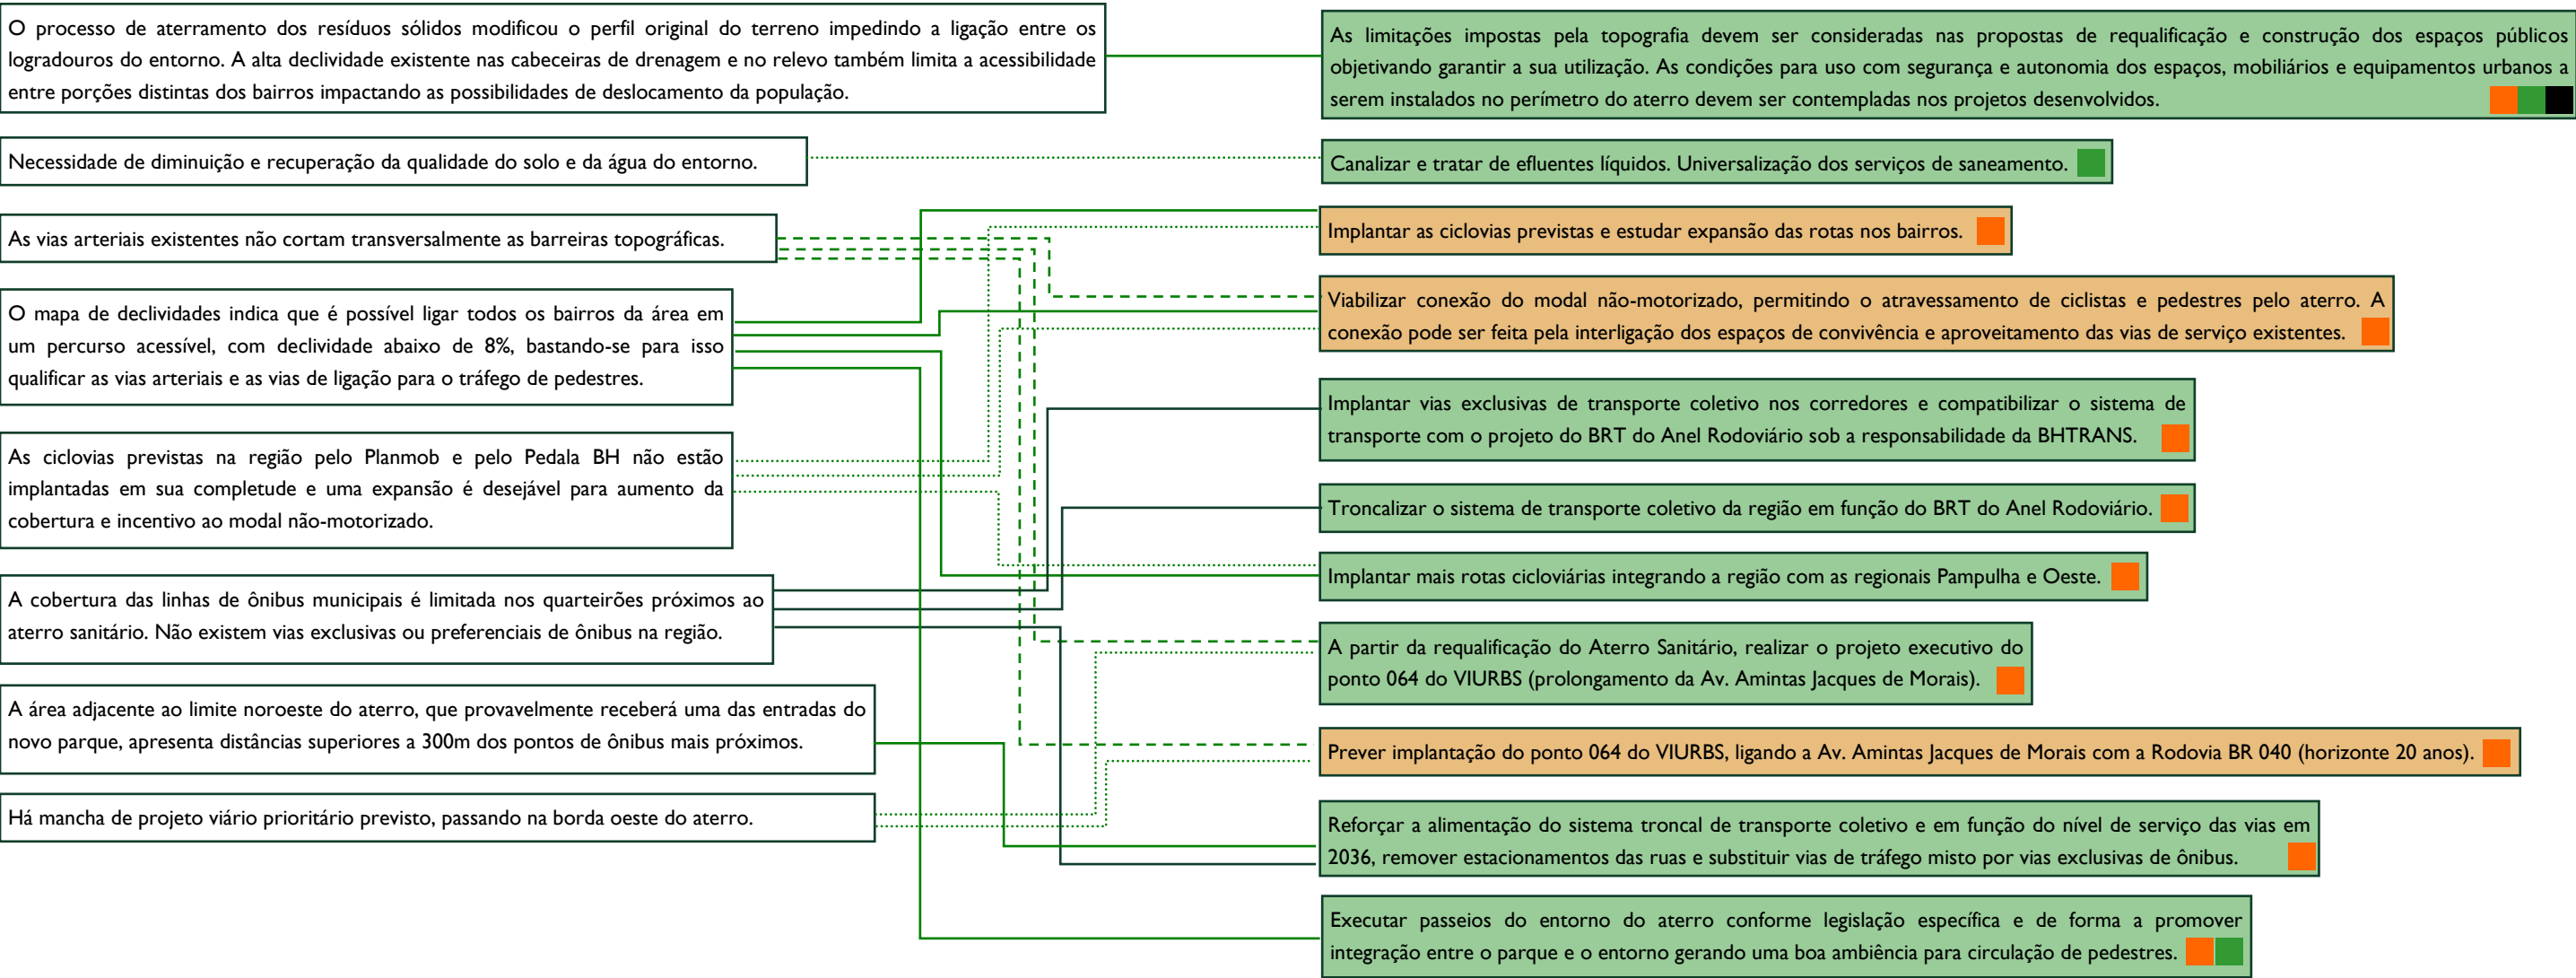 O processo de aterramento dos resíduos sólidos modificou o perfil original do terreno impedindo a ligação entre os
logradouros do entorno. A alta declividade existente nas cabeceiras de drenagem e no relevo também limita a acessibilidade
entre porções distintas dos bairros impactando as possibilidades de deslocamento da população.
Necessidade de diminuição e recuperação da qualidade do solo e da água do entorno.
As vias arteriais existentes não cortam transversalmente as barreiras topográficas.
O mapa de declividades indica que é possível ligar todos os bairros da área em
um percurso acessível, com declividade abaixo de 8%, bastando-se para isso
qualificar as vias arteriais e as vias de ligação para o tráfego de pedestres.
As ciclovias previstas na região pelo Planmob e pelo Pedala BH não estão
implantadas em sua completude e uma expansão é desejável para aumento da
cobertura e incentivo ao modal não-motorizado.
A cobertura das linhas de ônibus municipais é limitada nos quarteirões próximos ao
aterro sanitário. Não existem vias exclusivas ou preferenciais de ônibus na região.
A área adjacente ao limite noroeste do aterro, que provavelmente receberá uma das entradas do
novo parque, apresenta distâncias superiores a 300m dos pontos de ônibus mais próximos.
Há mancha de projeto viário prioritário previsto, passando na borda oeste do aterro.
As limitações impostas pela topografia devem ser consideradas nas propostas de requalificação e construção dos espaços públicos
objetivando garantir a sua utilização. As condições para uso com segurança e autonomia dos espaços, mobiliários e equipamentos urbanos a
serem instalados no perímetro do aterro devem ser contempladas nos projetos desenvolvidos.
Canalizar e tratar de efluentes líquidos. Universalização dos serviços de saneamento.
Implantar as ciclovias previstas e estudar expansão das rotas nos bairros.
Viabilizar conexão do modal não-motorizado, permitindo o atravessamento de ciclistas e pedestres pelo aterro. A
conexão pode ser feita pela interligação dos espaços de convivência e aproveitamento das vias de serviço existentes.
Implantar vias exclusivas de transporte coletivo nos corredores e compatibilizar o sistema de
transporte com o projeto do BRT do Anel Rodoviário sob a responsabilidade da BHTRANS.
Troncalizar o sistema de transporte coletivo da região em função do BRT do Anel Rodoviário.
Implantar mais rotas cicloviárias integrando a região com as regionais Pampulha e Oeste.
A partir da requalificação do Aterro Sanitário, realizar o projeto executivo do
ponto 064 do VIURBS (prolongamento da Av. Amintas Jacques de Morais).
Prever implantação do ponto 064 do VIURBS, ligando a Av. Amintas Jacques de Morais com a Rodovia BR 040 (horizonte 20 anos).
Reforçar a alimentação do sistema troncal de transporte coletivo e em função do nível de serviço das vias em
2036, remover estacionamentos das ruas e substituir vias de tráfego misto por vias exclusivas de ônibus.
Executar passeios do entorno do aterro conforme legislação específica e de forma a promover
integração entre o parque e o entorno gerando uma boa ambiência para circulação de pedestres.